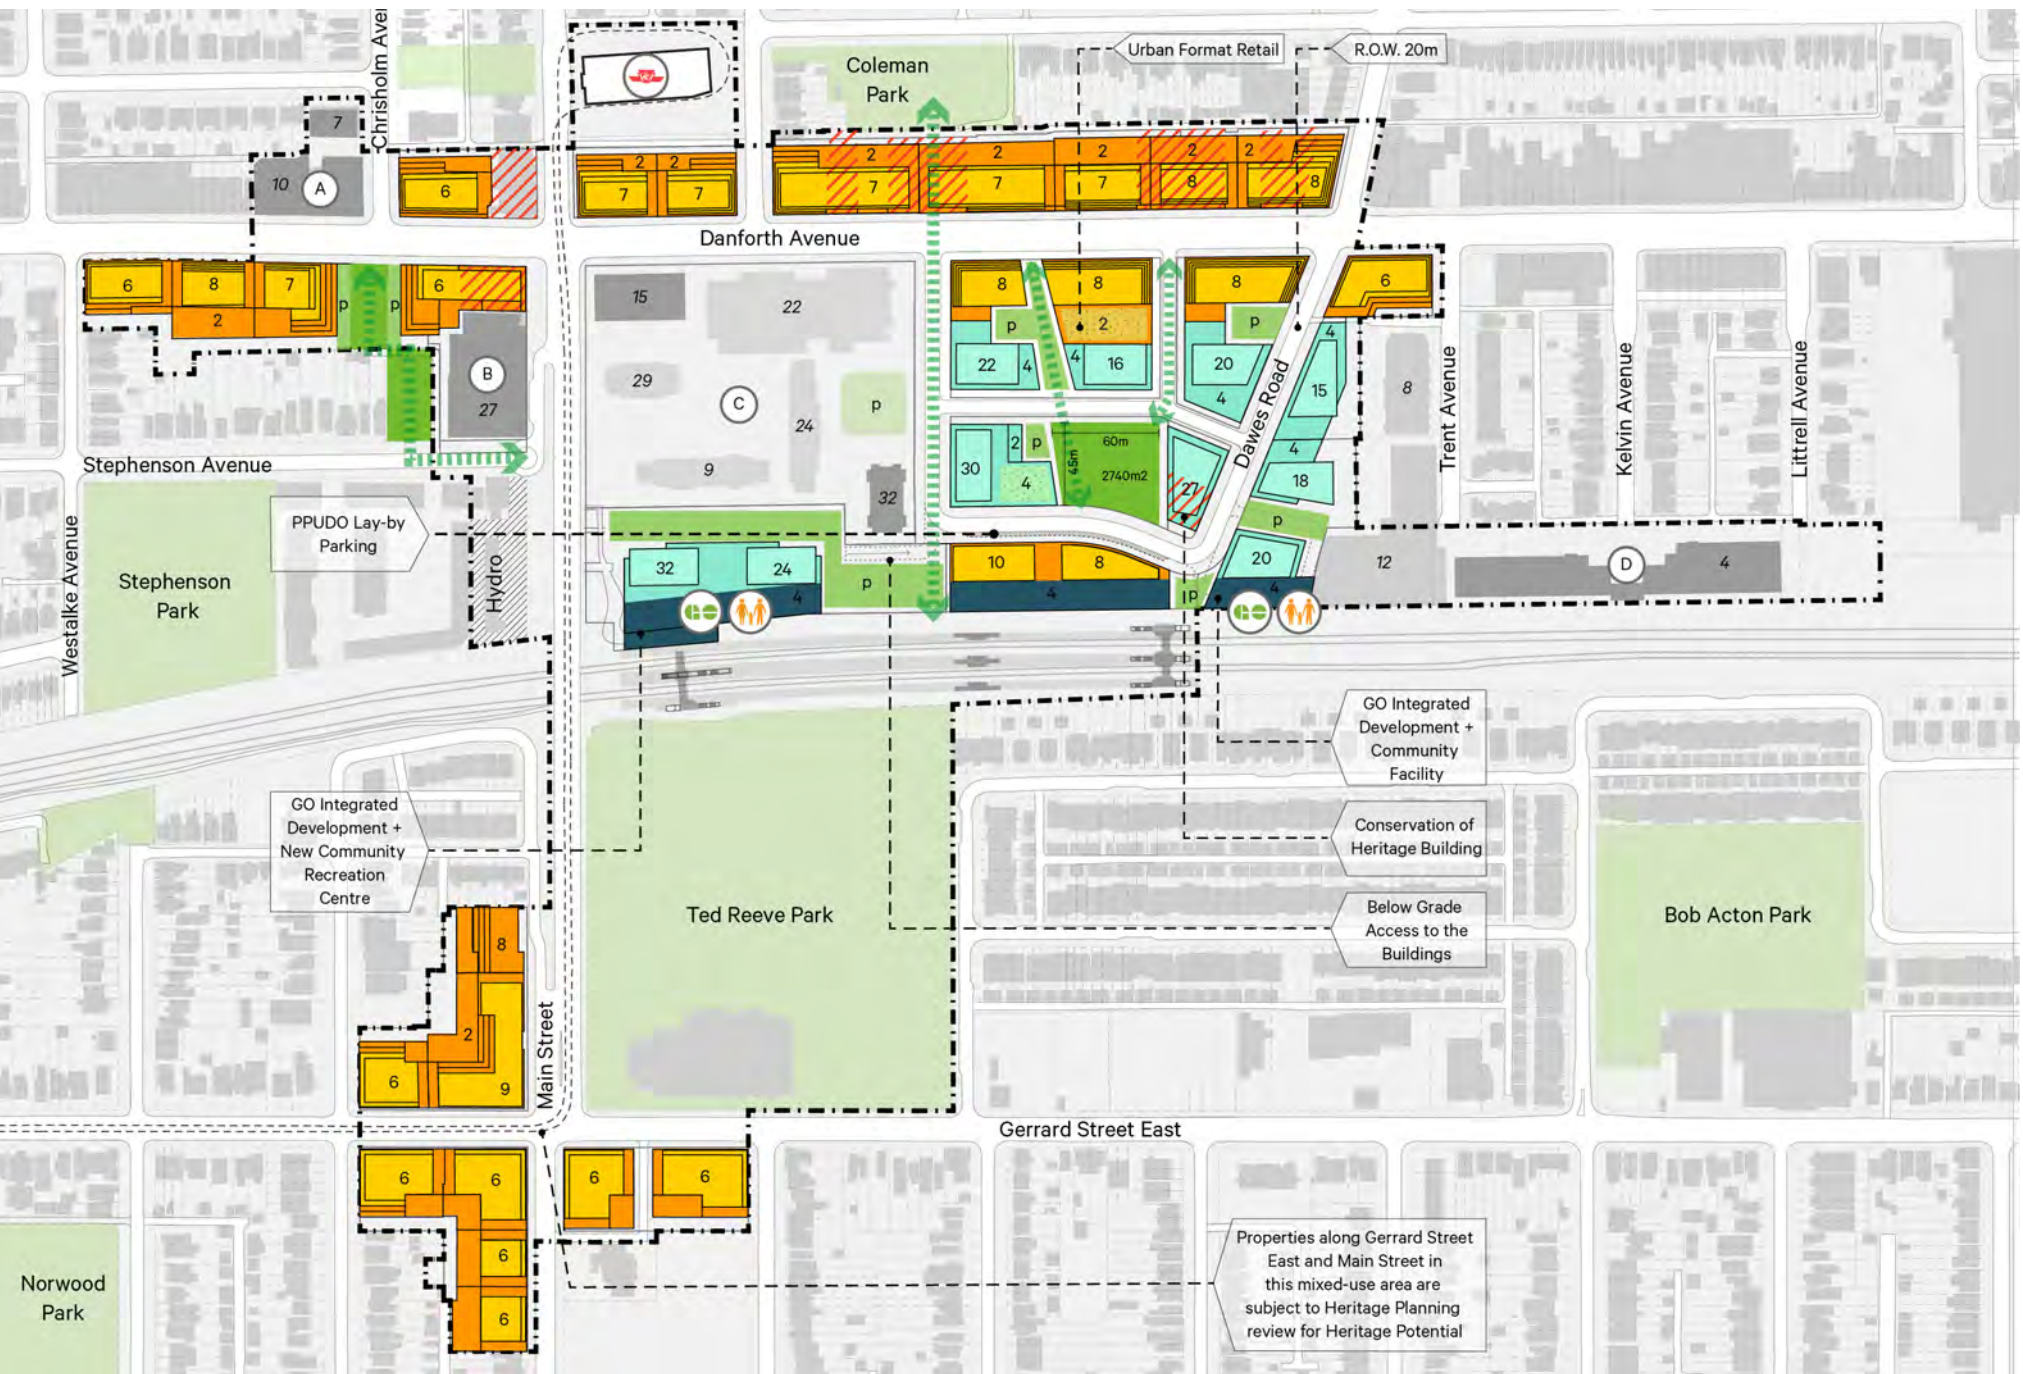 Chrisholm Aven
Coleman
Park
Urban Format Retail
R.O.W. 20m
7
10
A
6
2
2
7
7
2
2
2
2
2
7
7
7
8
8
Danforth Avenue
6
8
7
2
p
p
6
B
27
15
22
29
C
24
p
9
32
8
8
8
6
p
2
p
22
4
4
16
20
4
4
15
4
18
30
2
p
4
60m
45m
2740m2
27
Dawes Road
p
8
Trent Avenue
Kelvin Avenue
Littrell Avenue
Stephenson Avenue
Westalke Avenue
PPUDO Lay-by
Parking
Stephenson
Park
Hydro
32
24
4
p
10
8
4
p
20
4
12
D
4
GO Integrated
Development +
Community
Facility
GO Integrated
Development +
New Community
Recreation
Centre
Conservation of
Heritage Building
Below Grade
Access to the
Buildings
Ted Reeve Park
Bob Acton Park
8
2
6
9
Main Street
Gerrard Street East
6
6
6
6
6
6
Norwood
Park
Properties along Gerrard Street
East and Main Street in
this mixed-use area are
subject to Heritage Planning
review for Heritage Potential